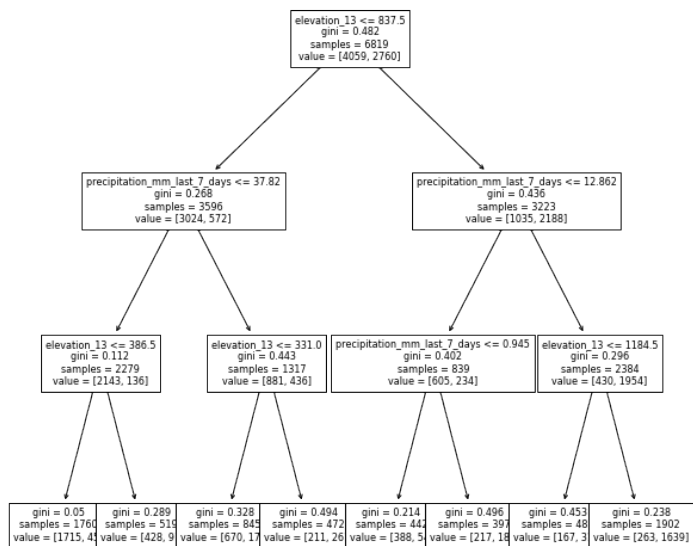 elevation_13 <= 837.5
gini = 0.482
samples = 6819
value = [4059, 2760]
precipitation_mm_last_7_days <= 37.82
gini = 0.268
samples = 3596
value = [3024, 572]
precipitation_mm_last_7_days <= 12.862
gini = 0.436
samples = 3223
value = [1035, 2188]
elevation_13 <= 386.5
gini = 0.112
samples = 2279
value = [2143, 136]
elevation_13 <= 331.0
gini = 0.443
samples = 1317
value = [881, 436]
precipitation_mm_last_7_days <= 0.945
gini = 0.402
samples = 839
value = [605, 234]
elevation_13 <= 1184.5
gini = 0.296
samples = 2384
value = [430, 1954]
gini = 0.05
samples = 1760
value = [1715,
gini = 0.289
samples = 519
value = [428,
gini = 0.328
samples = 845
value = [670,
gini = 0.494
samples = 472
value = [211,
gini = 0.214
samples = 442
value = [388,
gini = 0.496
samples = 397
value = [217,
gini = 0.453
samples =
value = [167,
gini = 0.238
samples = 1902
value = [263, 1639]